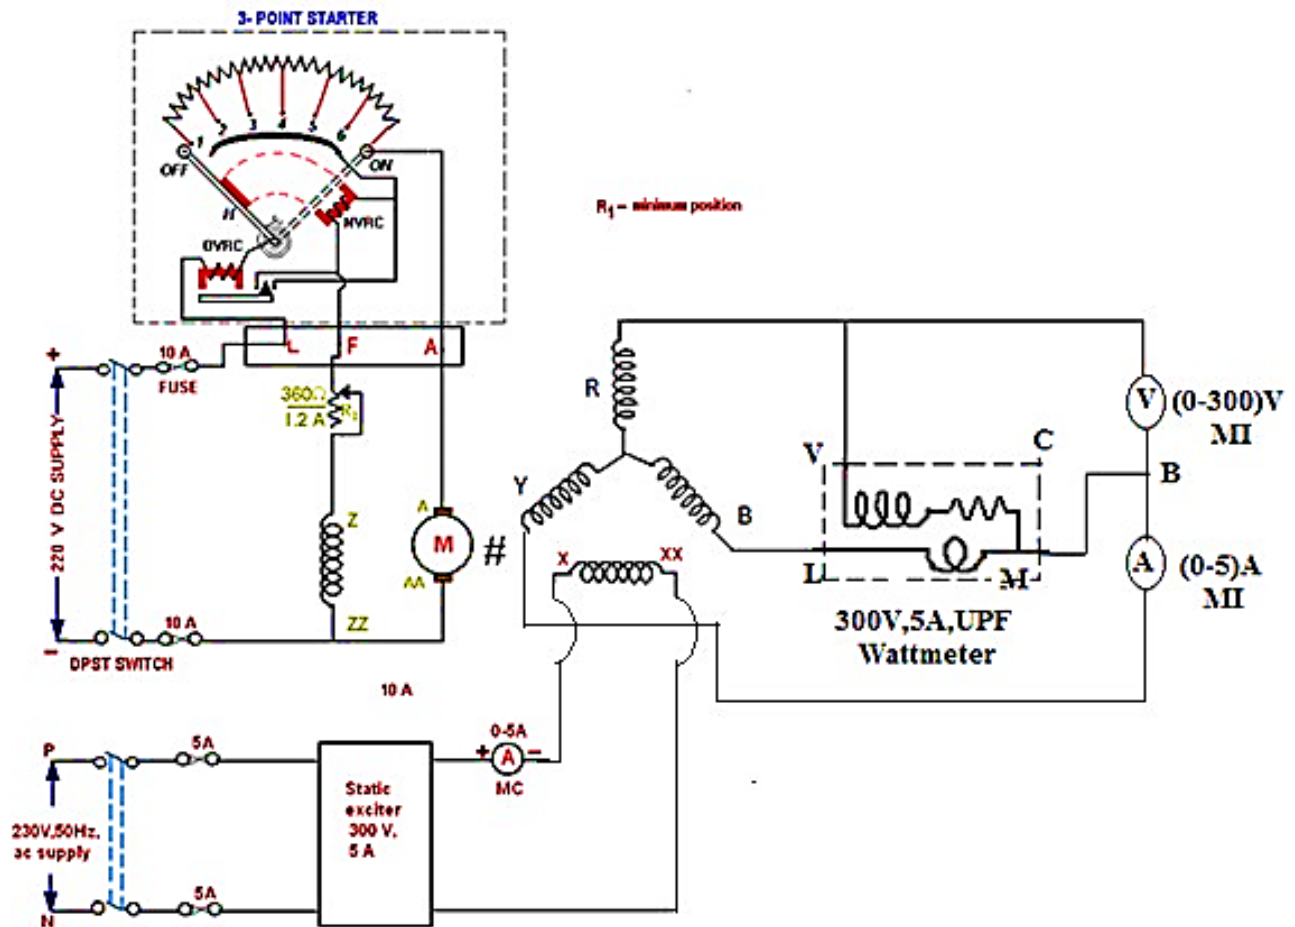 3- POINT STARTER
1 2 3 4 5 6
OFF
ON
H
NVRC
OVRC
R1 – minimum position
+
10 A
FUSE
L F A
360Ω
1.2 A
R1
220 V DC SUPPLY
Z
A
M
#
AA
ZZ
–
10 A
DPST SWITCH
10 A
R
Y
B
X
XX
V
C
L
M
300V,5A,UPF
Wattmeter
V
(0-300)V
MI
B
A
(0-5)A
MI
P
5A
230V,50Hz,
ac supply
N
5A
Static
exciter
300 V,
5 A
0-5A
+
A
–
MC